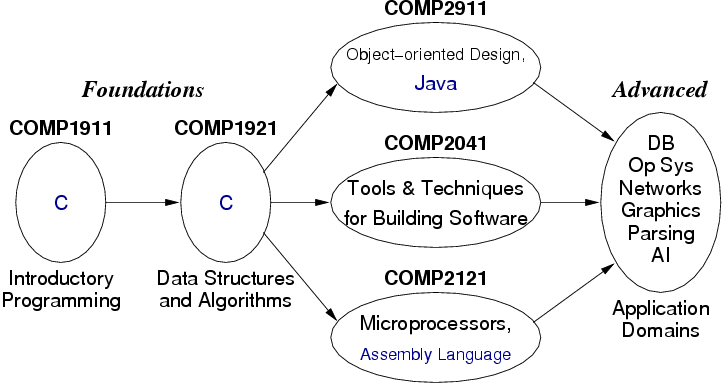 COMP2911
Object-oriented Design,
Java
Foundations
Advanced
COMP1911
COMP1921
COMP2041
C
C
Tools & Techniques
for Building Software
DB
Op Sys
Networks
Graphics
Parsing
AI
Introductory
Programming
Data Structures
and Algorithms
COMP2121
Microprocessors,
Assembly Language
Application
Domains